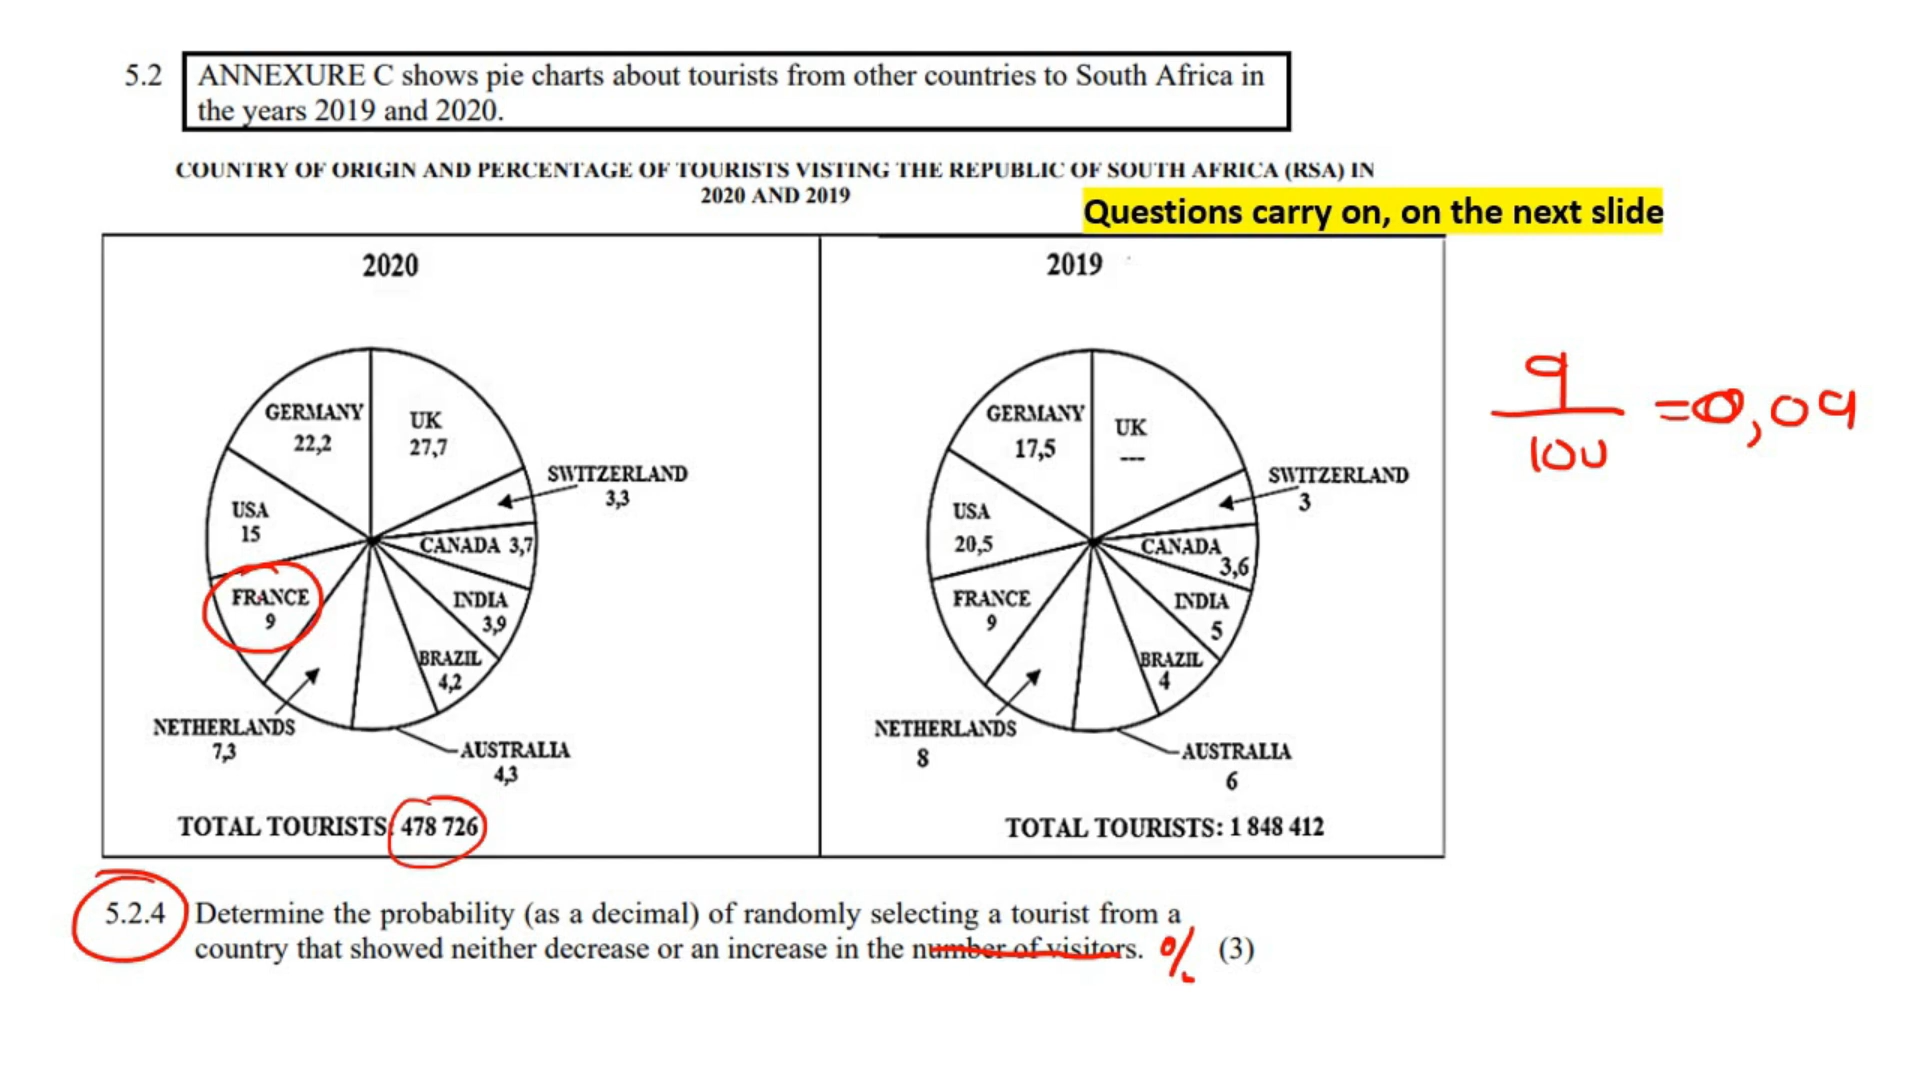 5.2 ANNEXURE C shows pie charts about tourists from other countries to South Africa in
the years 2019 and 2020.
COUNTRY OF ORIGIN AND PERCENTAGE OF TOURISTS VISTING THE REPUBLIC OF SOUTH AFRICA (RSA) IN
2020 AND 2019
Questions carry on, on the next slide
2020
GERMANY
22,2
UK
27,7
SWITZERLAND
3,3
USA
15
CANADA 3,7
FRANCE
9
INDIA
3,9
BRAZIL
4,2
NETHERLANDS
7,3
AUSTRALIA
4,3
TOTAL TOURISTS: 478 726
2019
GERMANY
17,5
UK
---
SWITZERLAND
3
USA
20,5
CANADA
3,6
FRANCE
9
INDIA
5
BRAZIL
4
NETHERLANDS
8
AUSTRALIA
6
TOTAL TOURISTS: 1 848 412
9
100
=0,09
5.2.4 Determine the probability (as a decimal) of randomly selecting a tourist from a
country that showed neither decrease or an increase in the number of visitors. % (3)